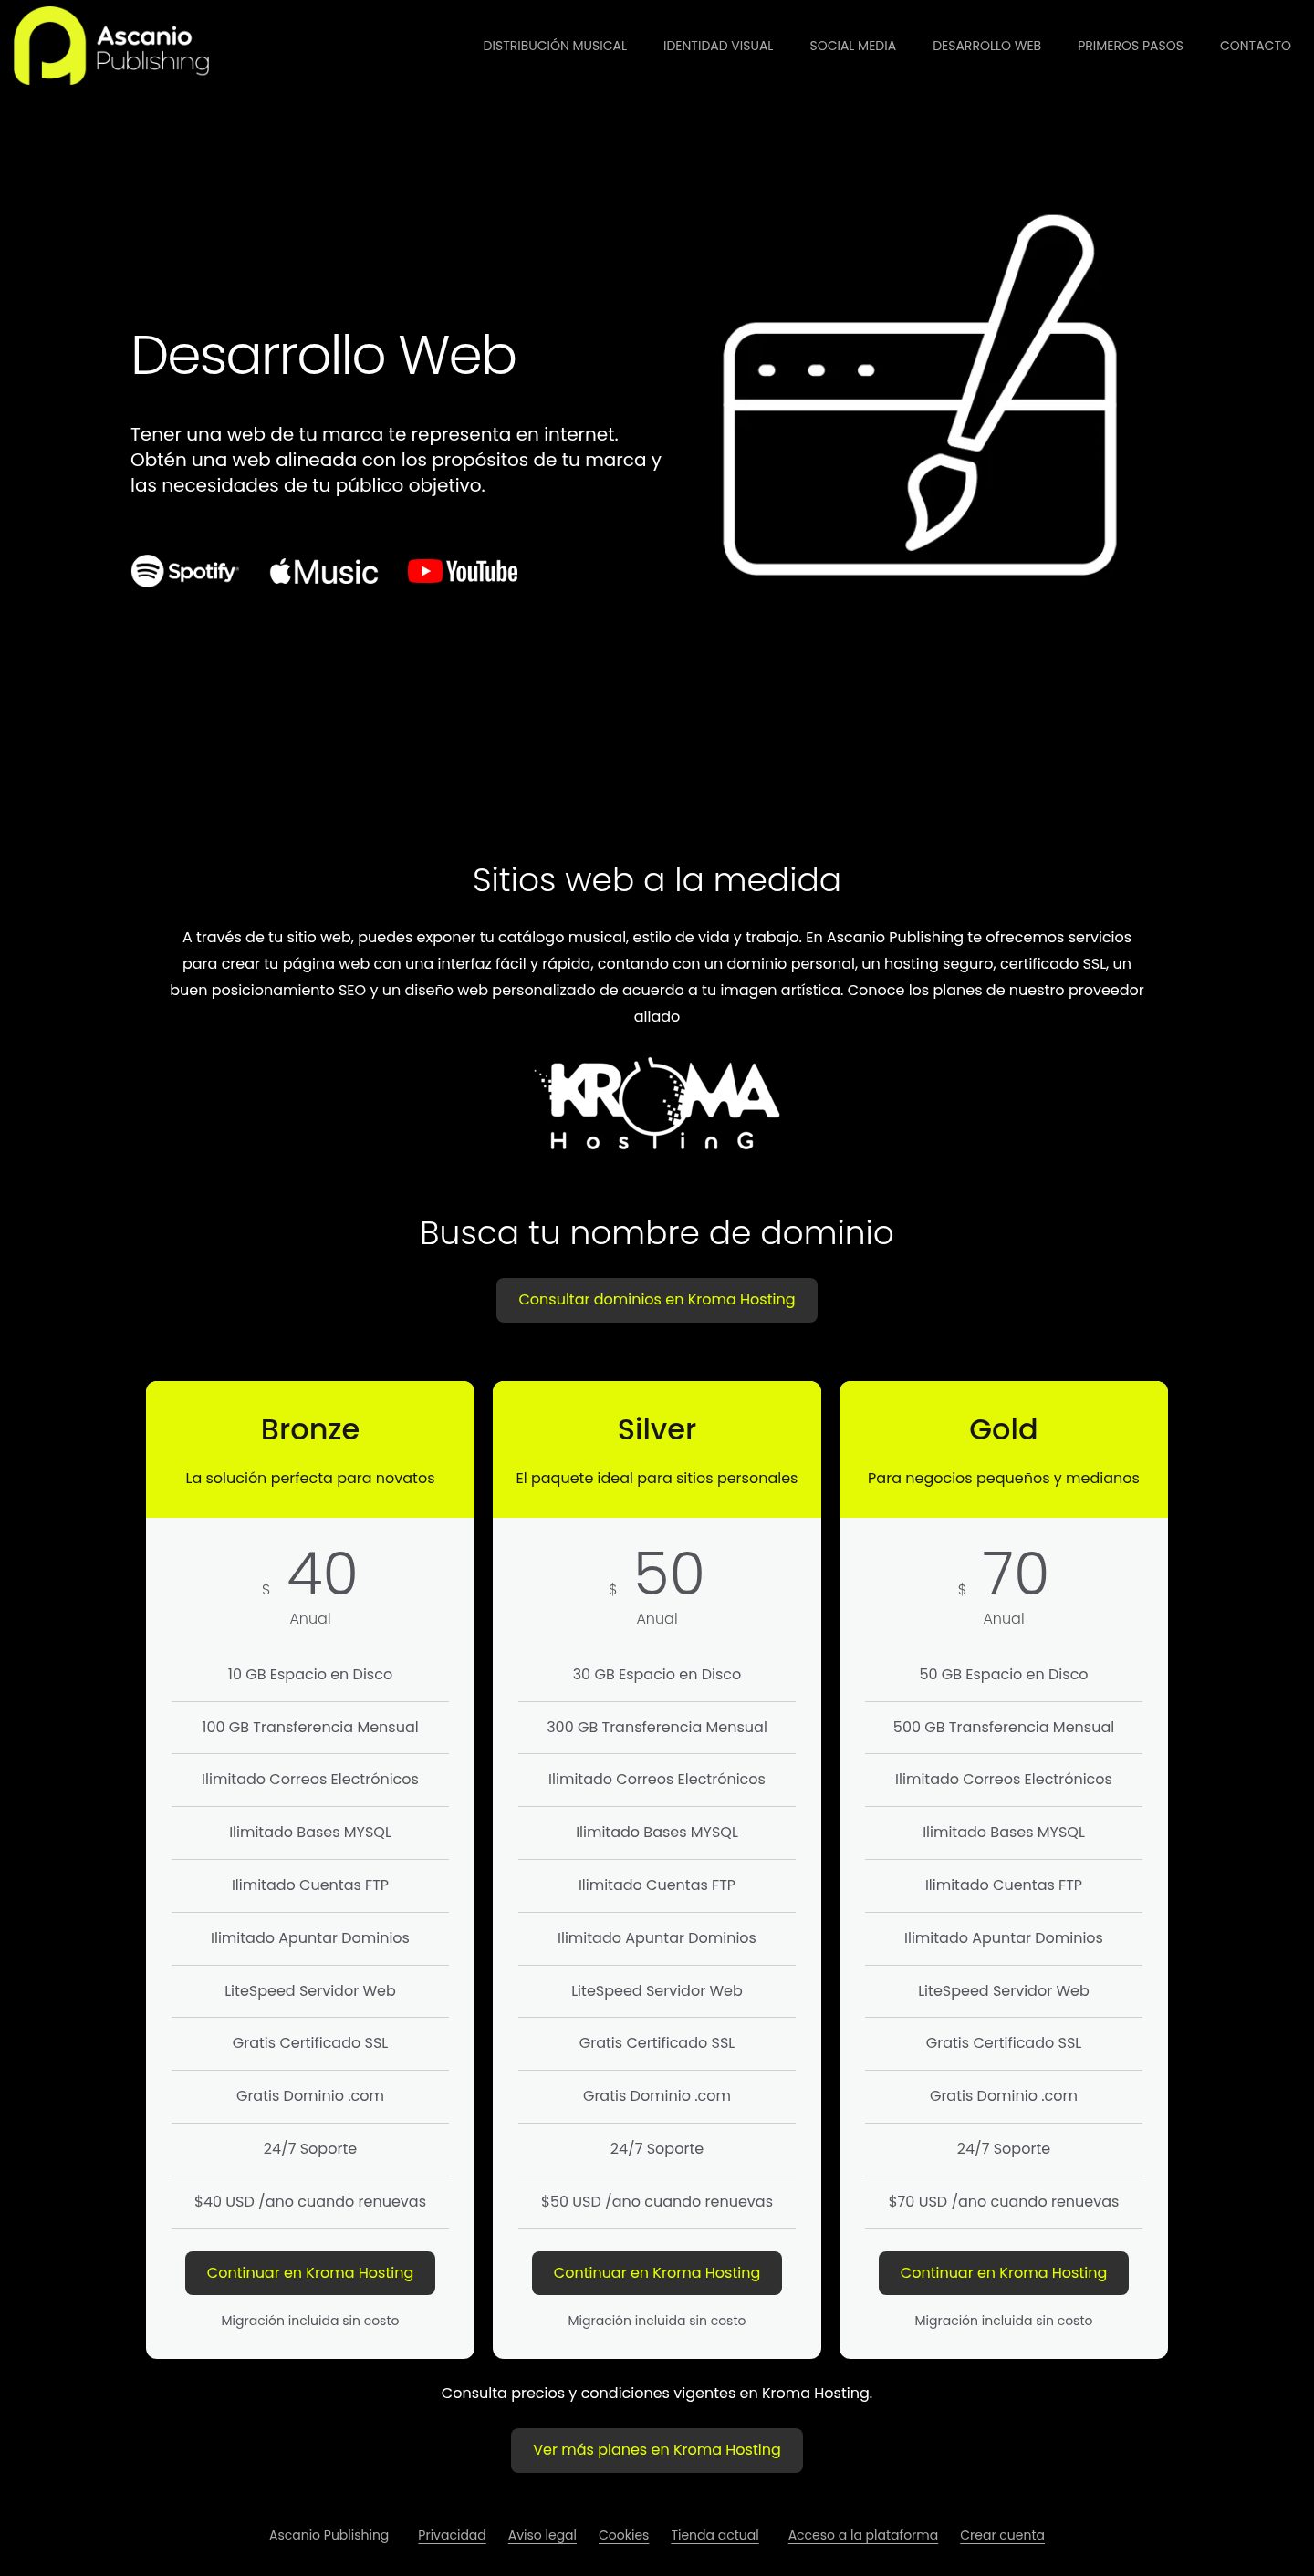 Ascanio
Publishing
DISTRIBUCIÓN MUSICAL
IDENTIDAD VISUAL
SOCIAL MEDIA
DESARROLLO WEB
PRIMEROS PASOS
CONTACTO
Desarrollo Web
Tener una web de tu marca te representa en internet.
Obtén una web alineada con los propósitos de tu marca y
las necesidades de tu público objetivo.
Spotify
Music
YouTube
Sitios web a la medida
A través de tu sitio web, puedes exponer tu catálogo musical, estilo de vida y trabajo. En Ascanio Publishing te ofrecemos servicios
para crear tu página web con una interfaz fácil y rápida, contando con un dominio personal, un hosting seguro, certificado SSL, un
buen posicionamiento SEO y un diseño web personalizado de acuerdo a tu imagen artística. Conoce los planes de nuestro proveedor
aliado
KROMA
HosTinG
Busca tu nombre de dominio
Consultar dominios en Kroma Hosting
Bronze
La solución perfecta para novatos
$ 40
Anual
10 GB Espacio en Disco
100 GB Transferencia Mensual
Ilimitado Correos Electrónicos
Ilimitado Bases MYSQL
Ilimitado Cuentas FTP
Ilimitado Apuntar Dominios
LiteSpeed Servidor Web
Gratis Certificado SSL
Gratis Dominio .com
24/7 Soporte
$40 USD /año cuando renuevas
Continuar en Kroma Hosting
Migración incluida sin costo
Silver
El paquete ideal para sitios personales
$ 50
Anual
30 GB Espacio en Disco
300 GB Transferencia Mensual
Ilimitado Correos Electrónicos
Ilimitado Bases MYSQL
Ilimitado Cuentas FTP
Ilimitado Apuntar Dominios
LiteSpeed Servidor Web
Gratis Certificado SSL
Gratis Dominio .com
24/7 Soporte
$50 USD /año cuando renuevas
Continuar en Kroma Hosting
Migración incluida sin costo
Gold
Para negocios pequeños y medianos
$ 70
Anual
50 GB Espacio en Disco
500 GB Transferencia Mensual
Ilimitado Correos Electrónicos
Ilimitado Bases MYSQL
Ilimitado Cuentas FTP
Ilimitado Apuntar Dominios
LiteSpeed Servidor Web
Gratis Certificado SSL
Gratis Dominio .com
24/7 Soporte
$70 USD /año cuando renuevas
Continuar en Kroma Hosting
Migración incluida sin costo
Consulta precios y condiciones vigentes en Kroma Hosting.
Ver más planes en Kroma Hosting
Ascanio Publishing
Privacidad
Aviso legal
Cookies
Tienda actual
Acceso a la plataforma
Crear cuenta